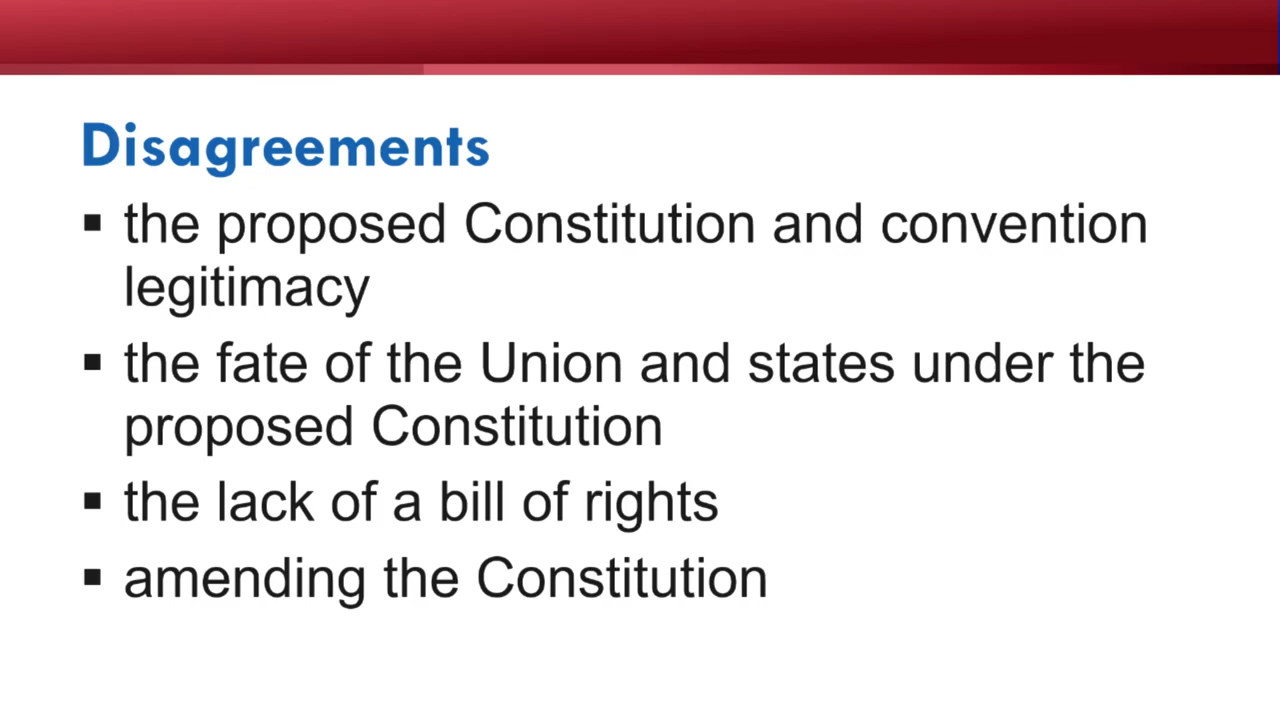 Disagreements
▪ the proposed Constitution and convention
legitimacy
▪ the fate of the Union and states under the
proposed Constitution
▪ the lack of a bill of rights
▪ amending the Constitution